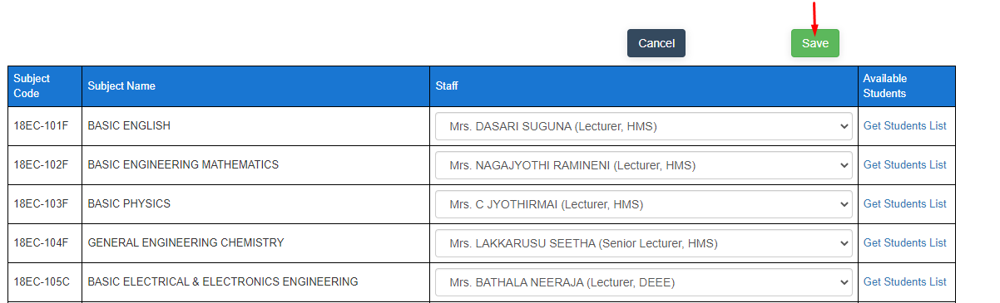 Cancel Save
Subject Code Subject Name Staff Available Students
18EC-101F BASIC ENGLISH Mrs. DASARI SUGUNA (Lecturer, HMS) Get Students List
18EC-102F BASIC ENGINEERING MATHEMATICS Mrs. NAGAJYOTHI RAMINENI (Lecturer, HMS) Get Students List
18EC-103F BASIC PHYSICS Mrs. C JYOTHIRMAI (Lecturer, HMS) Get Students List
18EC-104F GENERAL ENGINEERING CHEMISTRY Mrs. LAKKARUSU SEETHA (Senior Lecturer, HMS) Get Students List
18EC-105C BASIC ELECTRICAL & ELECTRONICS ENGINEERING Mrs. BATHALA NEERAJA (Lecturer, DEEE) Get Students List